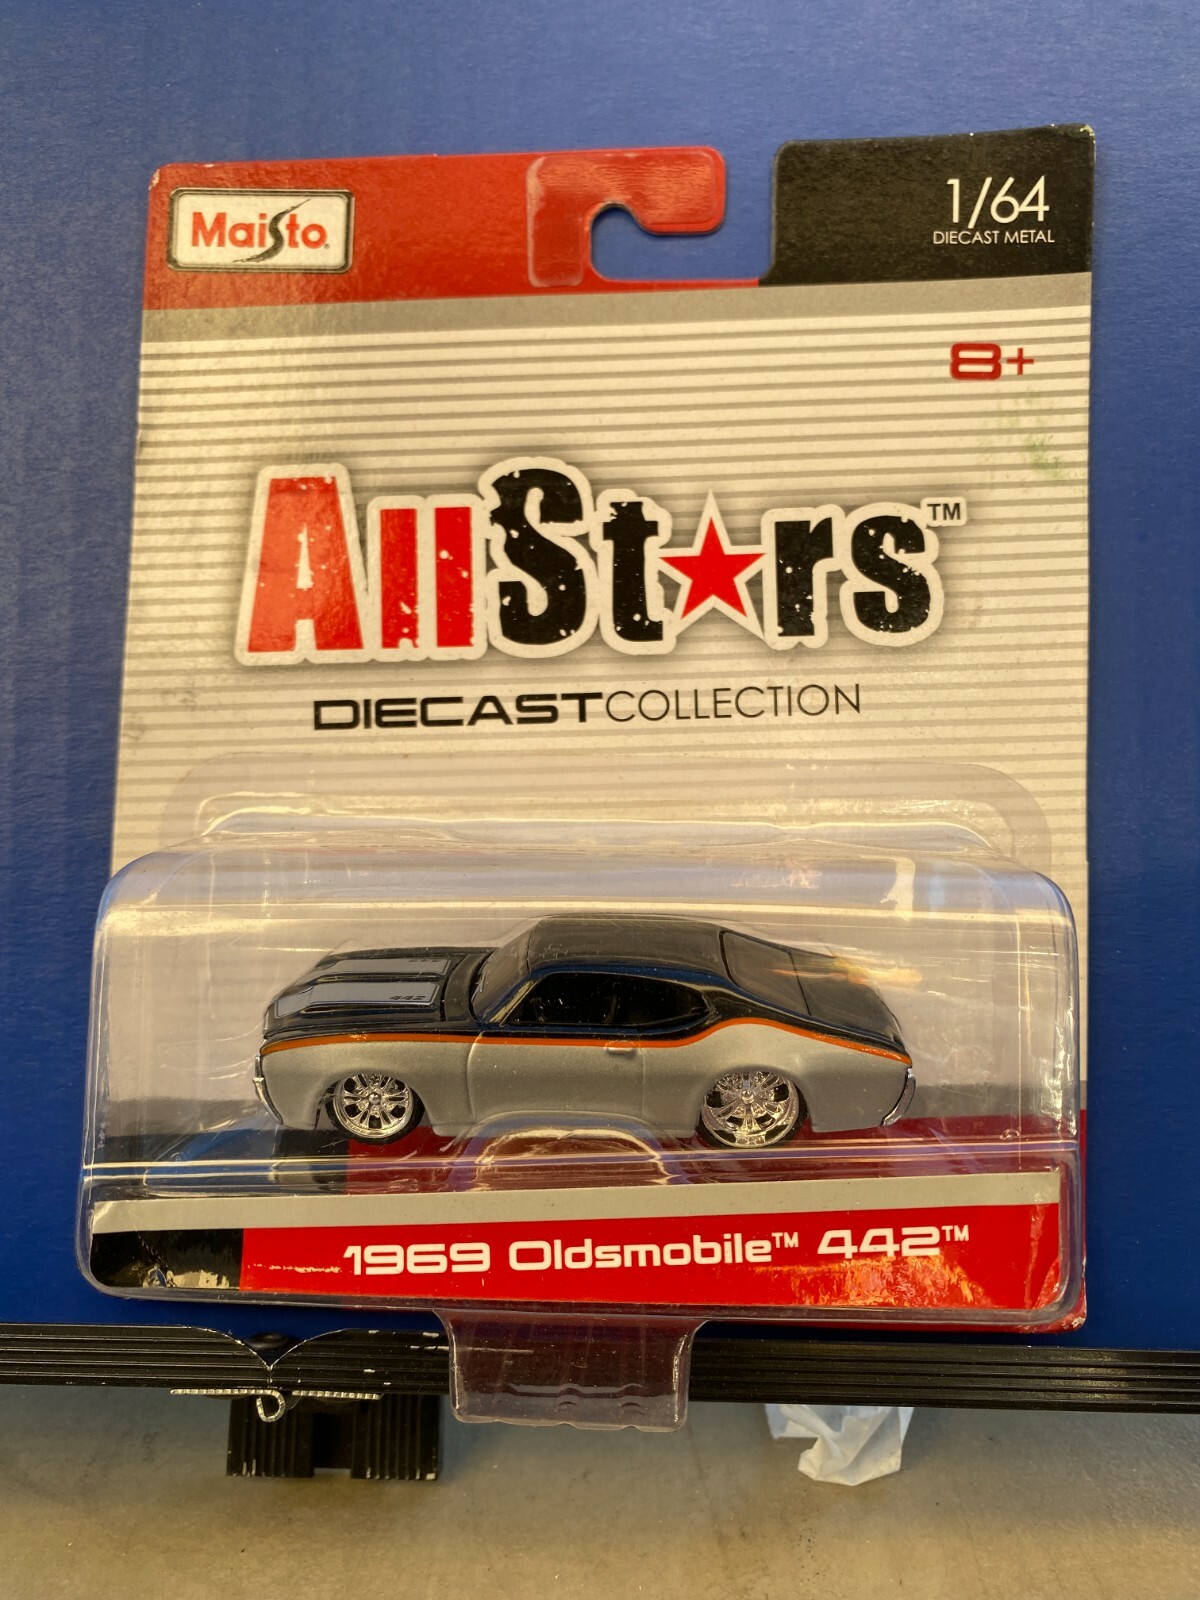 Maisto
1/64
DIECAST METAL
8+
AllStars™
DIECASTCOLLECTION
442
1969 Oldsmobile™ 442™